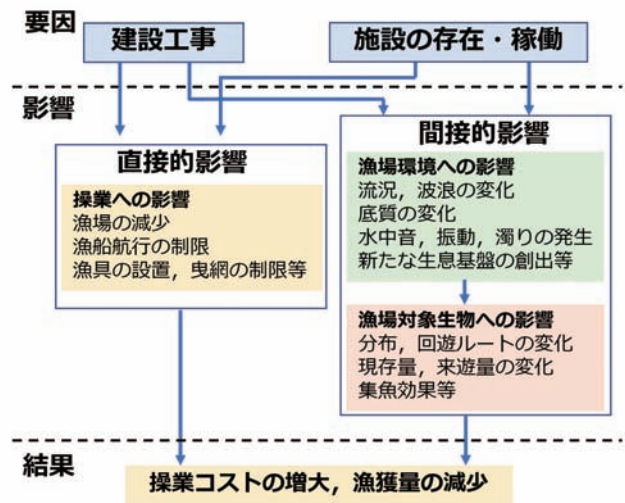 要因
建設工事
施設の存在・稼働
影響
直接的影響
操業への影響
漁場の減少
漁船航行の制限
漁具の設置，曳網の制限等
間接的影響
漁場環境への影響
流況，波浪の変化
底質の変化
水中音，振動，濁りの発生
新たな生息基盤の創出等
漁場対象生物への影響
分布，回遊ルートの変化
現存量，来遊量の変化
集魚効果等
結果
操業コストの増大，漁獲量の減少